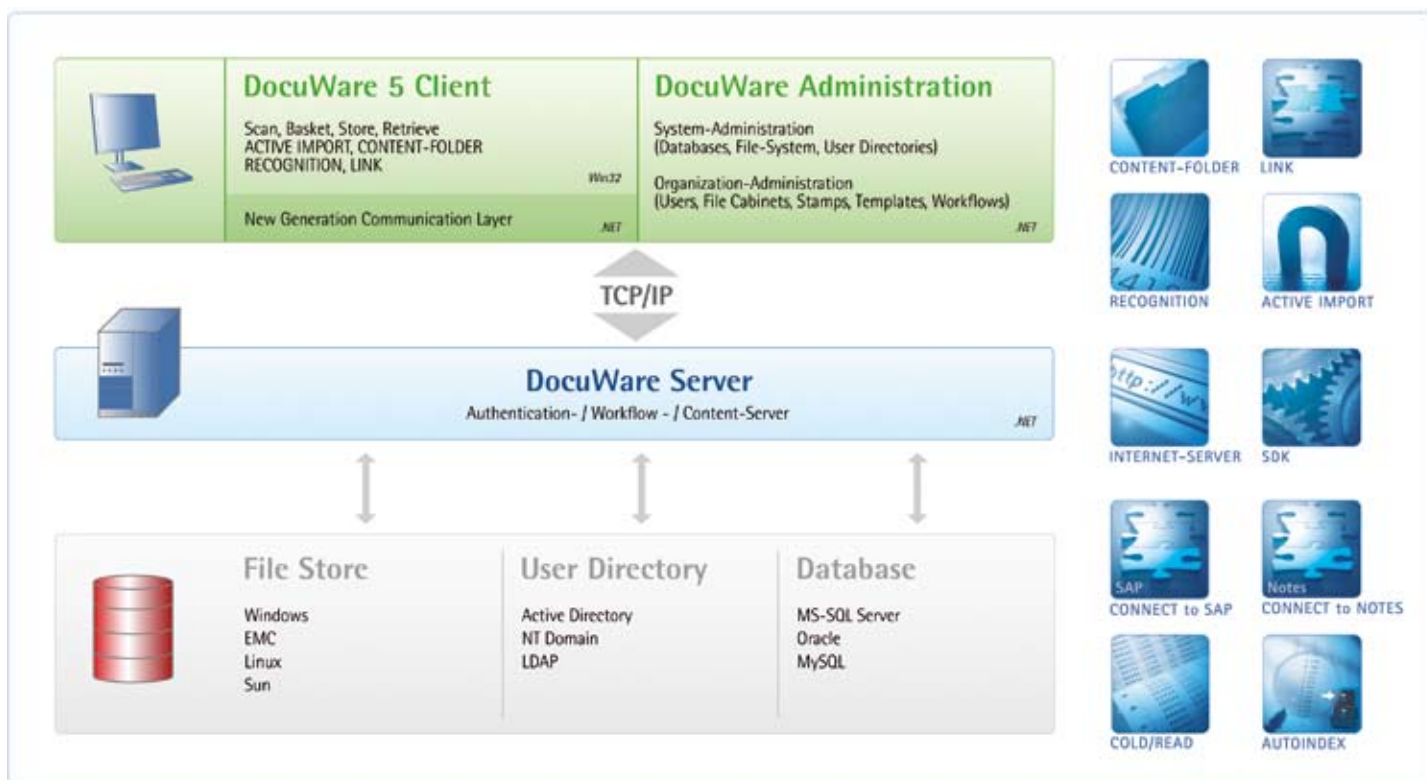 DocuWare 5 Client
Scan, Basket, Store, Retrieve
ACTIVE IMPORT, CONTENT-FOLDER
RECOGNITION, LINK
Win32
New Generation Communication Layer
.NET
DocuWare Administration
System-Administration
(Databases, File-System, User Directories)
Organization-Administration
(Users, File Cabinets, Stamps, Templates, Workflows)
.NET
TCP/IP
DocuWare Server
Authentication- / Workflow - / Content-Server
.NET
File Store
Windows
EMC
Linux
Sun
User Directory
Active Directory
NT Domain
LDAP
Database
MS-SQL Server
Oracle
MySQL
CONTENT-FOLDER
LINK
RECOGNITION
ACTIVE IMPORT
http://w
INTERNET-SERVER
SDK
SAP
CONNECT to SAP
Notes
CONNECT to NOTES
COLD/READ
AUTOINDEX